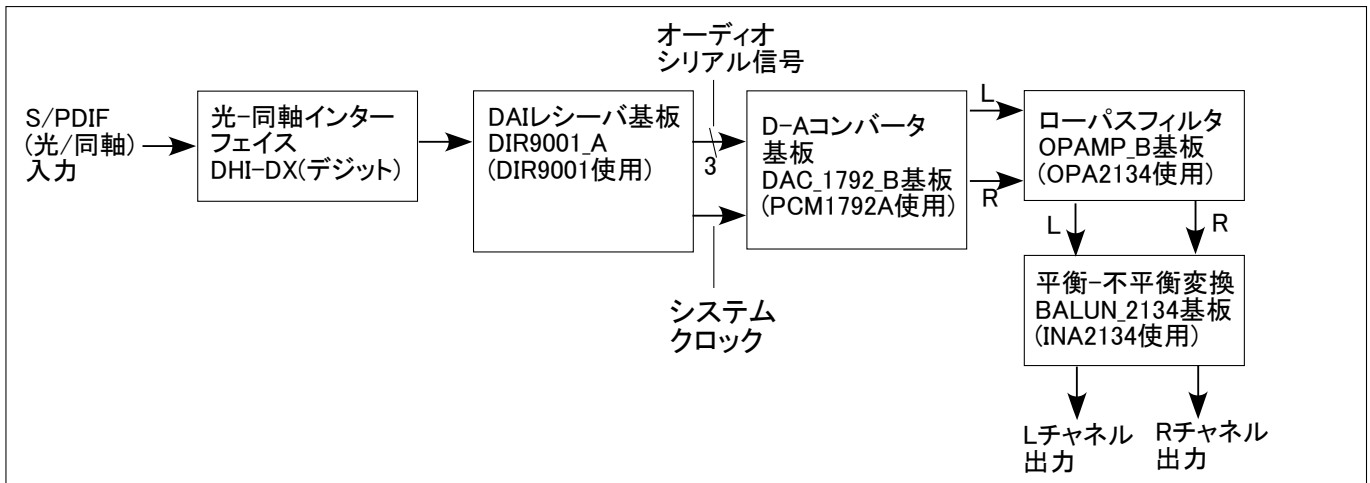 オーディオ
シリアル信号
S/PDIF
(光/同軸)
入力
光-同軸インター
フェイス
DHI-DX(デジット)
DAIレシーバ基板
DIR9001_A
(DIR9001使用)
3
システム
クロック
D-Aコンバータ
基板
DAC_1792_B基板
(PCM1792A使用)
L
R
ローパスフィルタ
OPAMP_B基板
(OPA2134使用)
L
R
平衡-不平衡変換
BALUN_2134基板
(INA2134使用)
Lチャネル
出力
Rチャネル
出力